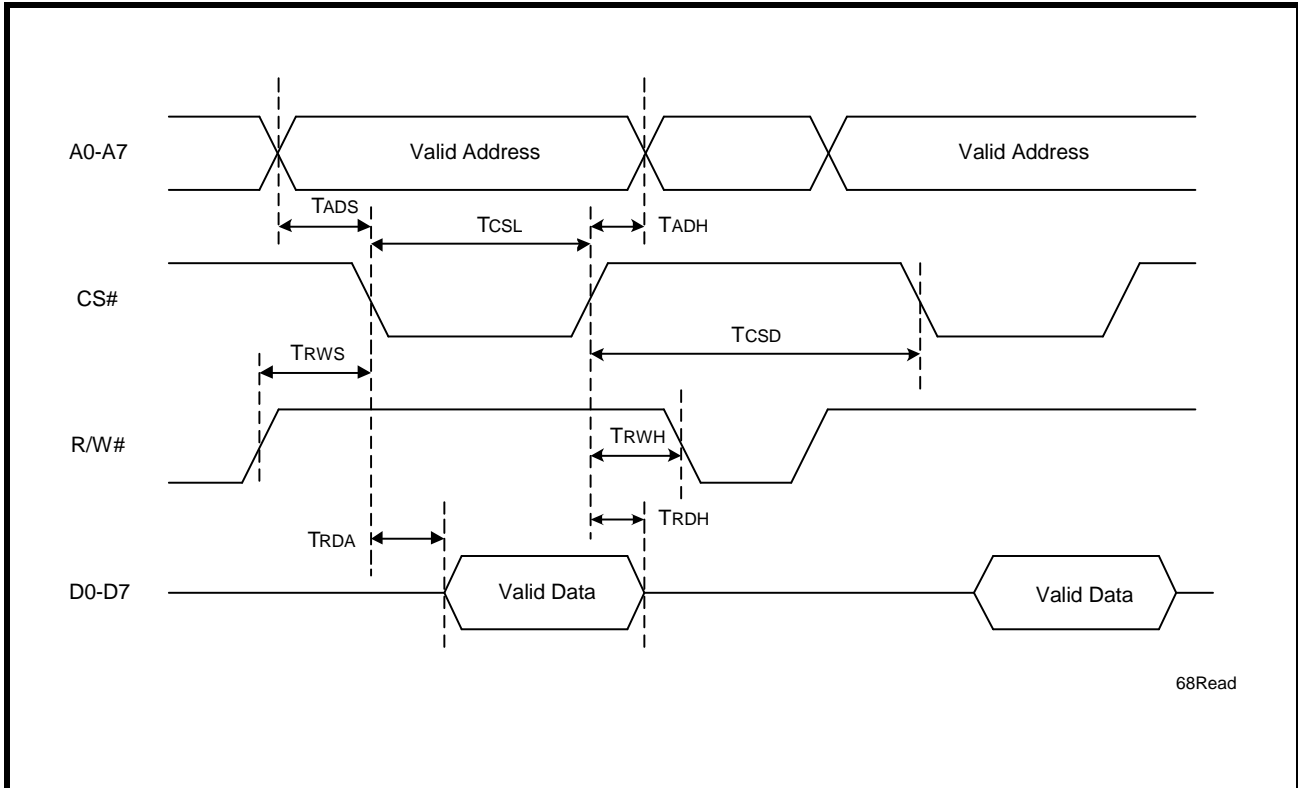 A0-A7
Valid Address
Valid Address
TADS
TCSL
TADH
CS#
TRWS
TCSD
R/W#
TRWH
TRDA
TRDH
D0-D7
Valid Data
Valid Data
68Read